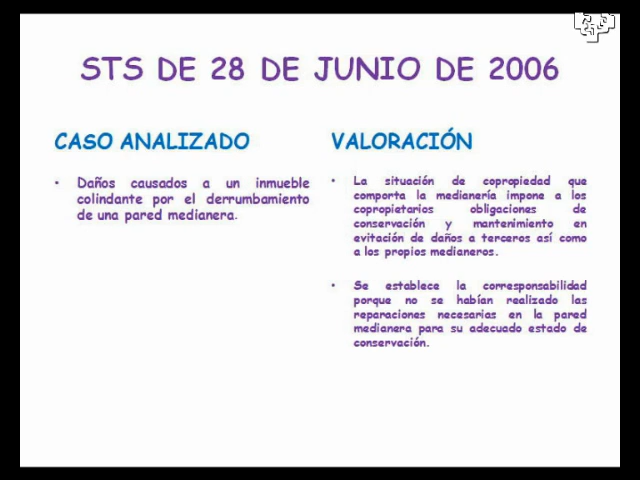 STS DE 28 DE JUNIO DE 2006
CASO ANALIZADO
• Daños causados a un inmueble
colindante por el derrumbamiento
de una pared medianera.
VALORACIÓN
• La situación de copropiedad que
comporta la medianería impone a los
copropietarios obligaciones de
conservación y mantenimiento en
evitación de daños a terceros así como
a los propios medianeros.
• Se establece la corresponsabilidad
porque no se habían realizado las
reparaciones necesarias en la pared
medianera para su adecuado estado de
conservación.